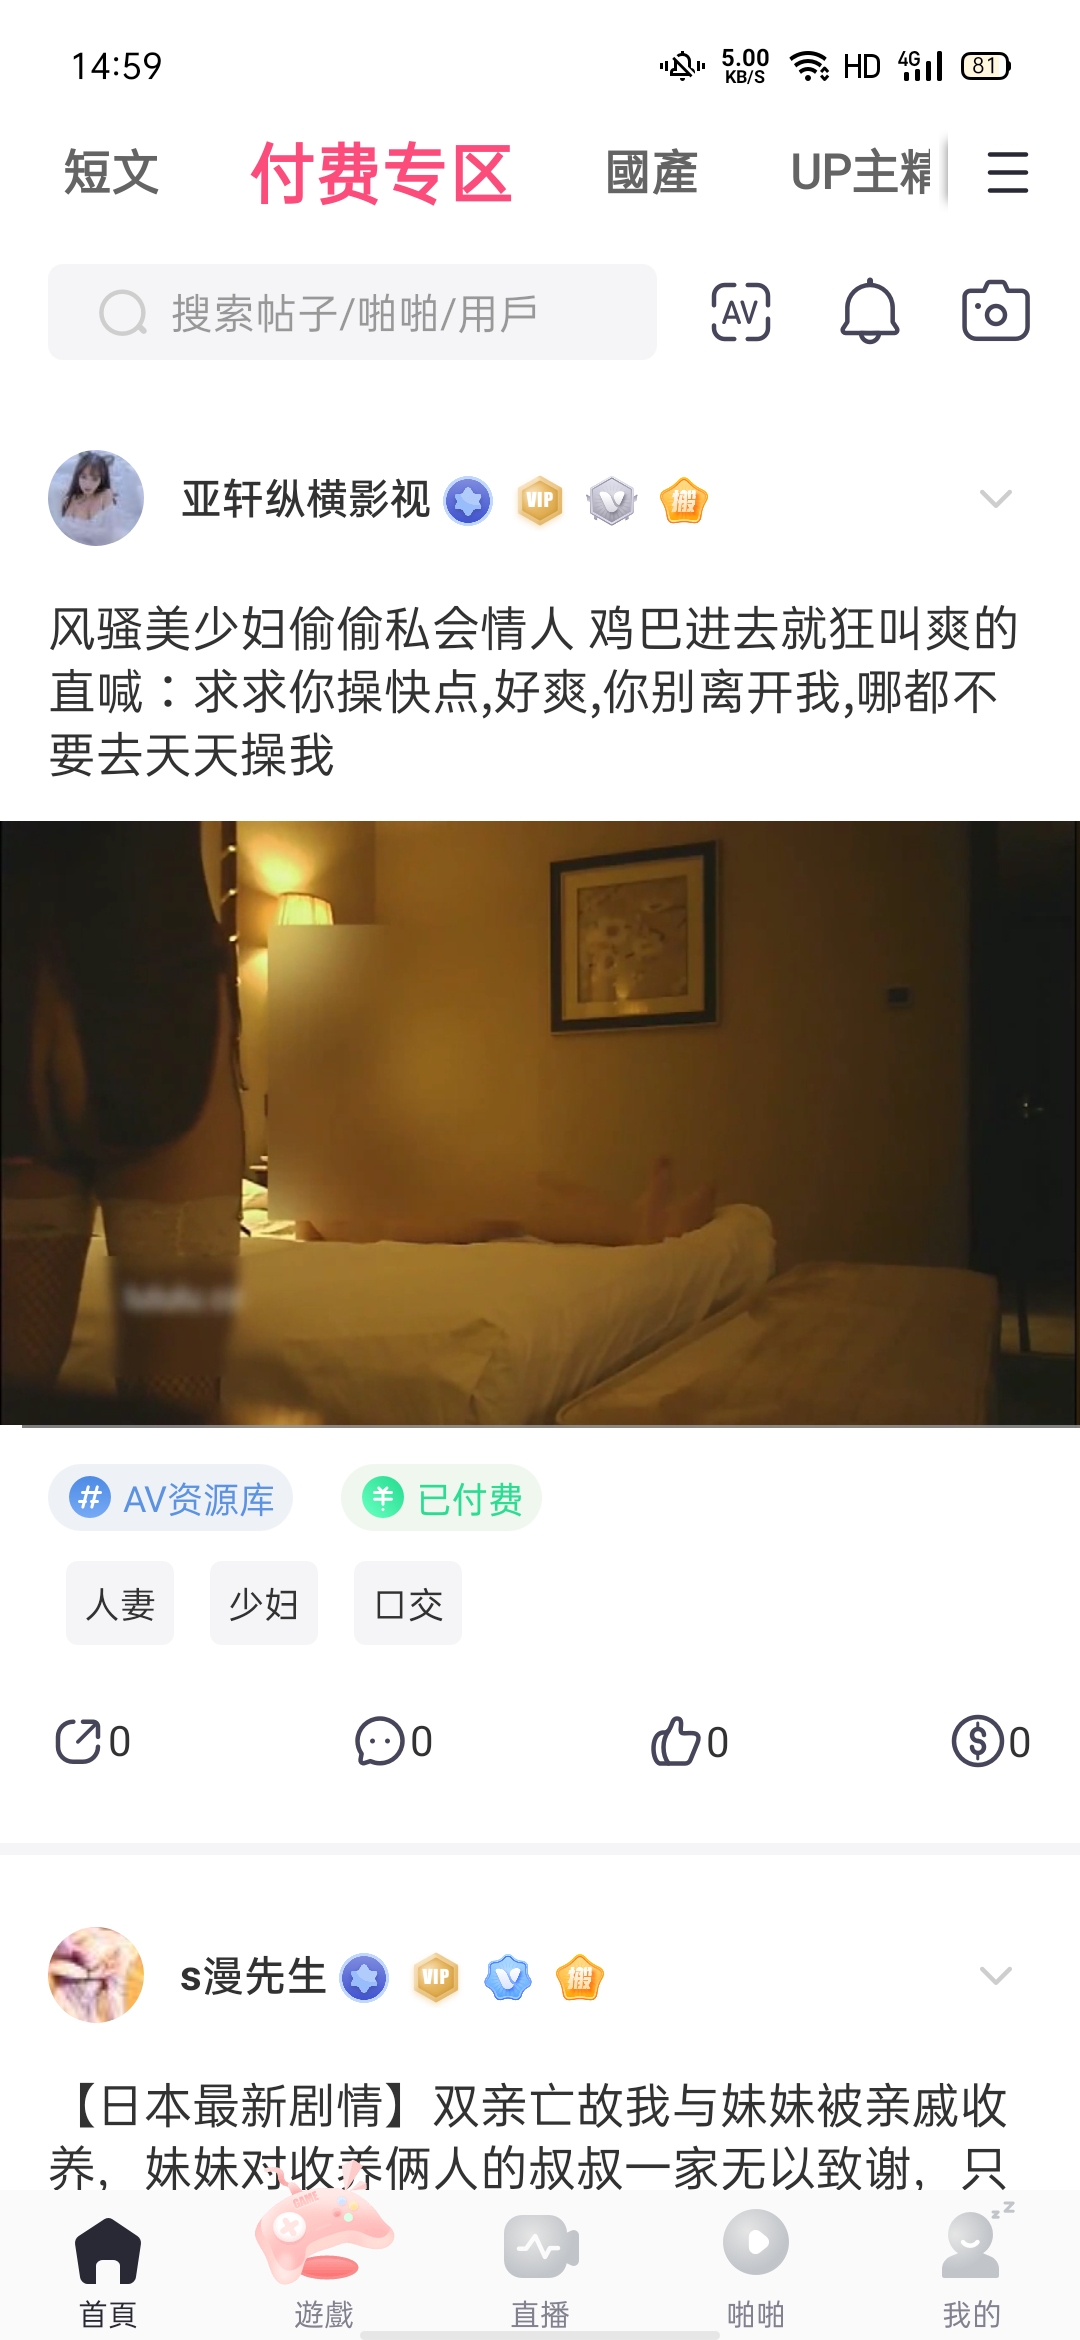 14:59
5.00
KB/S
HD
4G
81
短文
付费专区
國產
UP主精
搜索帖子/啪啪/用戶
AV
亚轩纵横影视
VIP
搬
风骚美少妇偷偷私会情人 鸡巴进去就狂叫爽的
直喊：求求你操快点,好爽,你别离开我,哪都不
要去天天操我
# AV资源库
已付费
人妻
少妇
口交
0
0
0
0
s漫先生
VIP
搬
【日本最新剧情】双亲亡故我与妹妹被亲戚收
养，妹妹对收养俩人的叔叔一家无以致谢，只
GAME
首頁
遊戲
直播
啪啪
我的